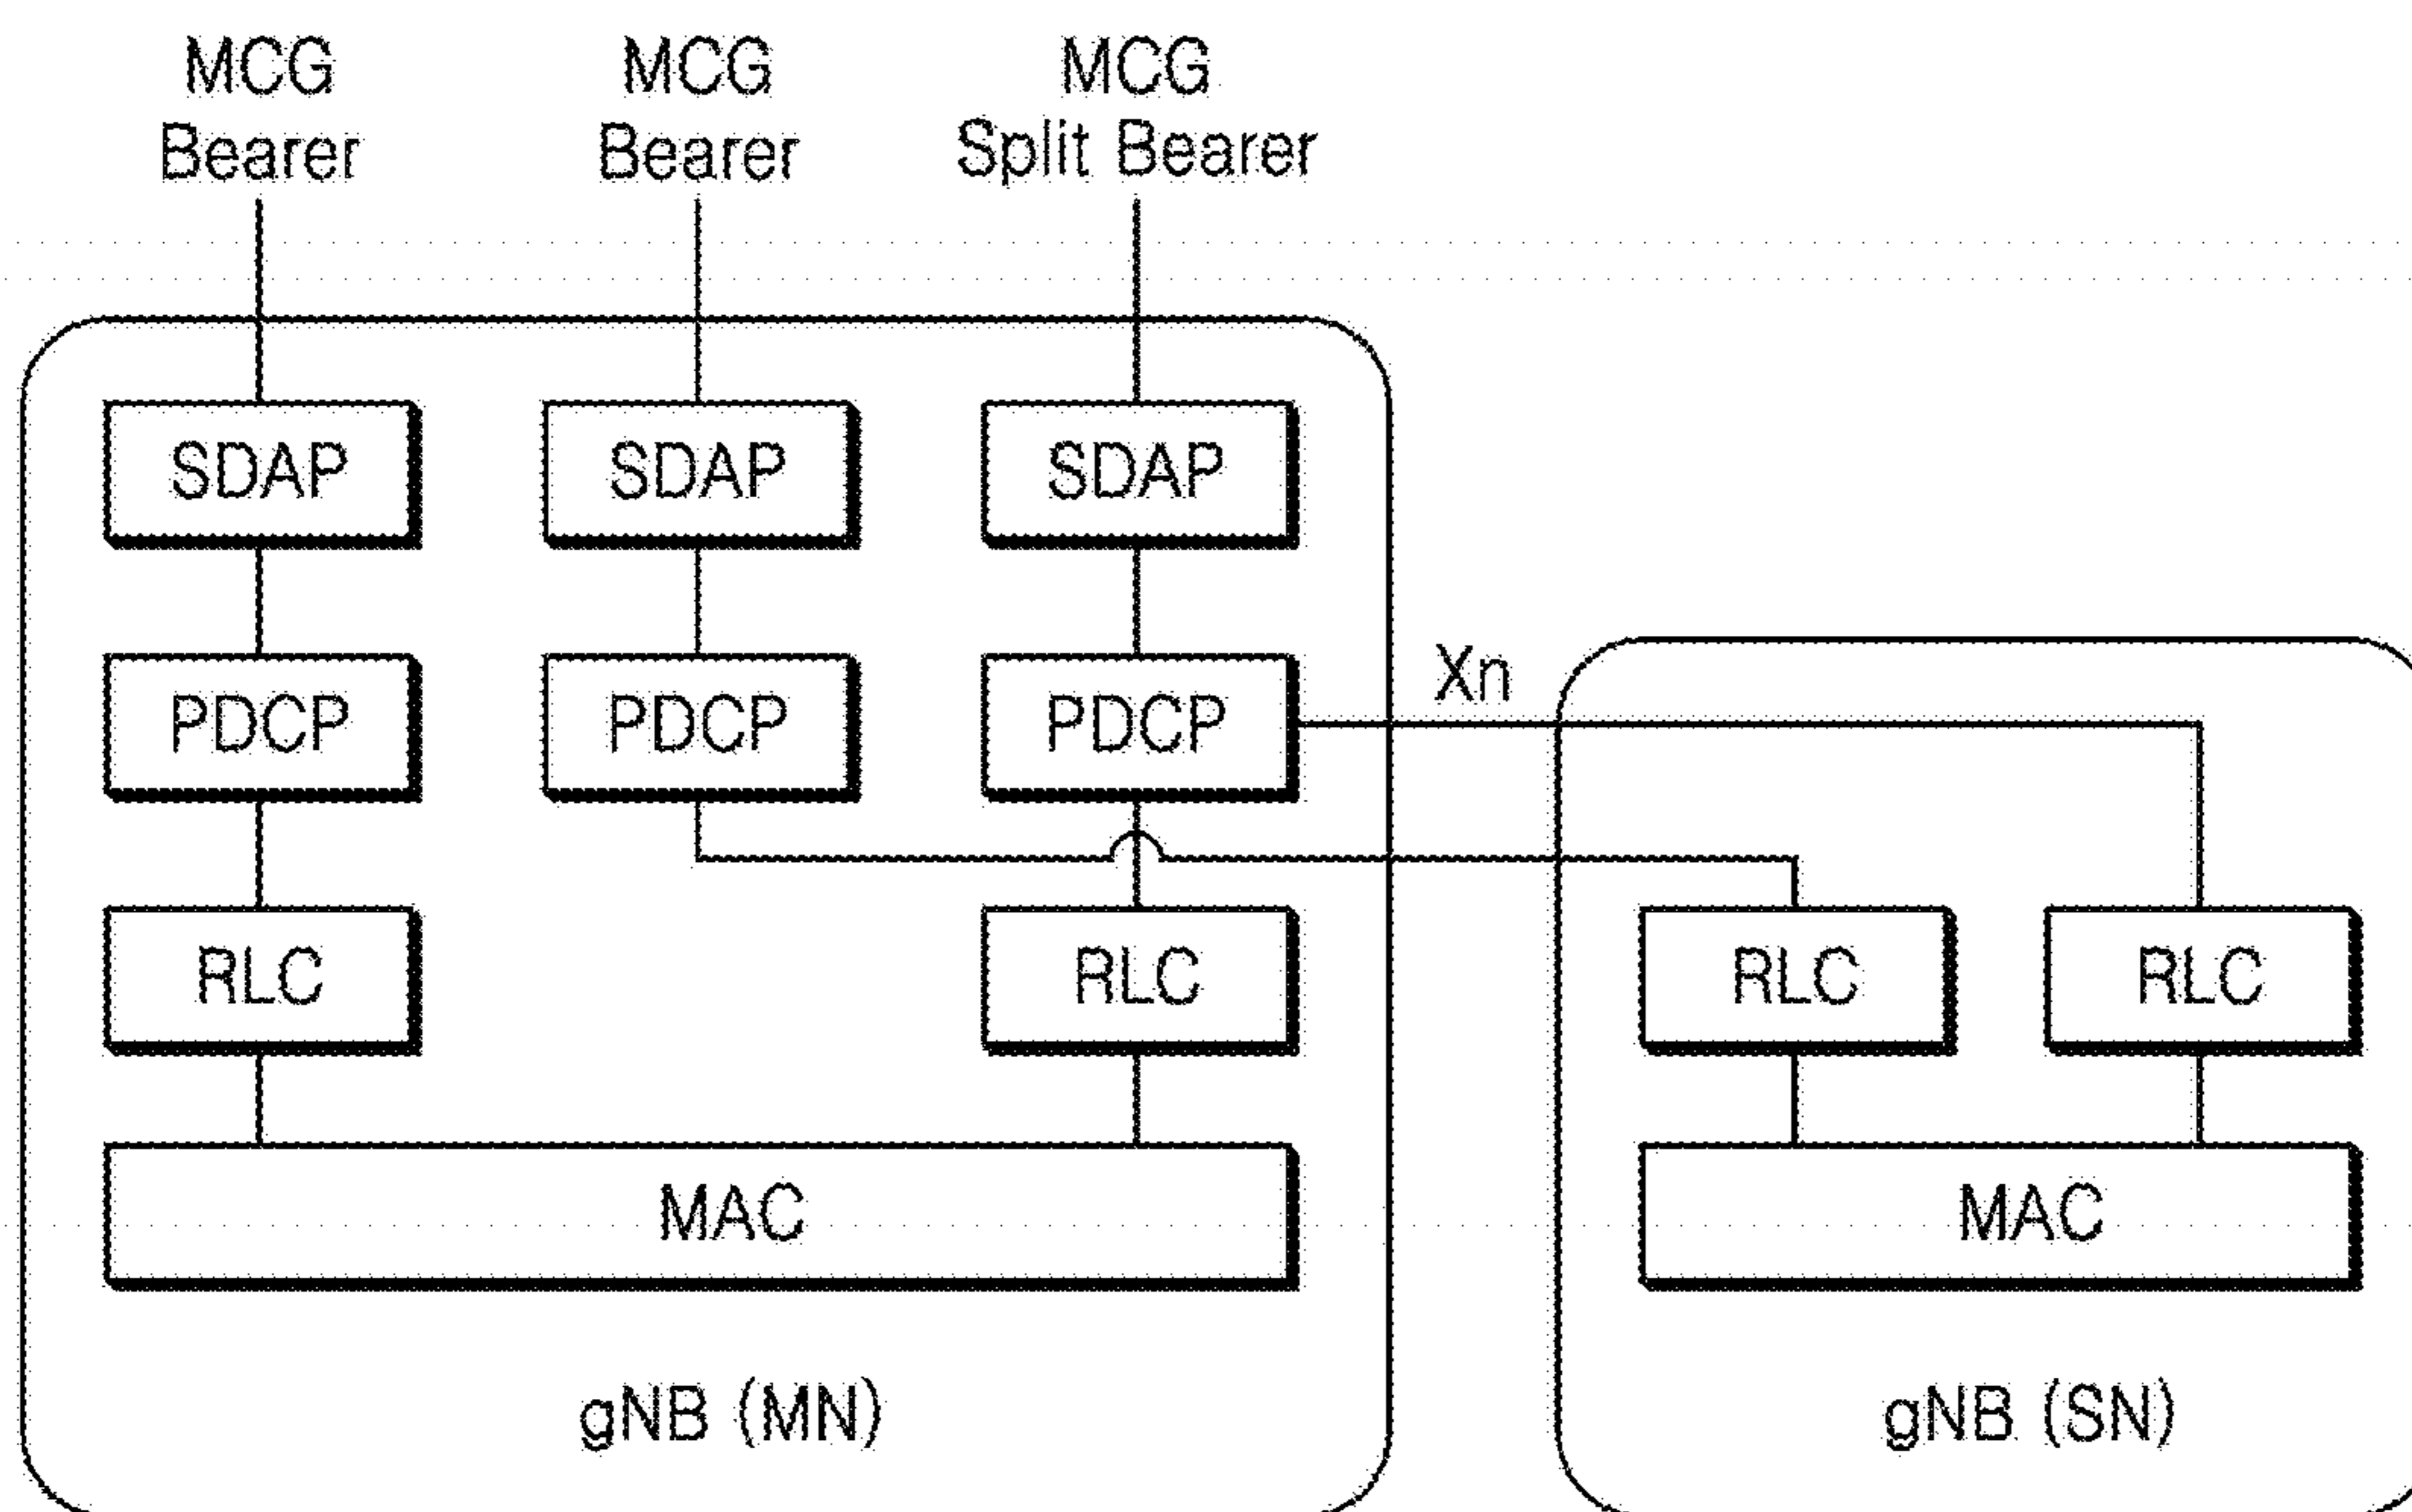 MCG
Bearer
MCG
Bearer
MCG
Split Bearer
SDAP
SDAP
SDAP
PDCP
PDCP
PDCP
Xn
RLC
RLC
RLC
RLC
MAC
MAC
gNB (MN)
gNB (SN)